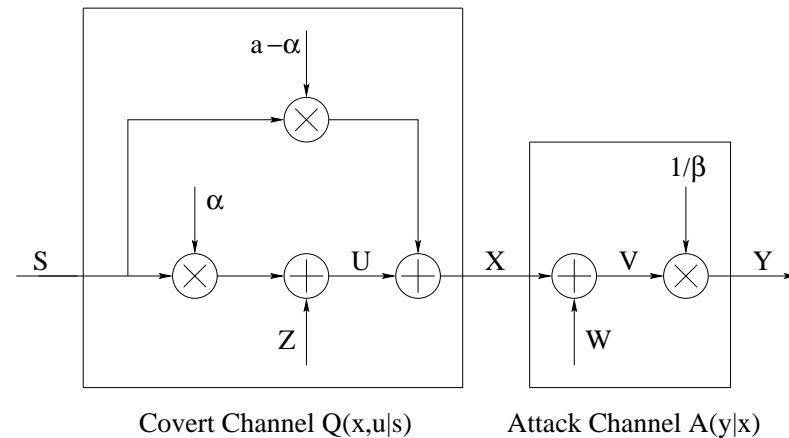 a−α
1/β
α
S
U
X
V
Y
Z
W
Covert Channel Q(x,u|s)
Attack Channel A(y|x)